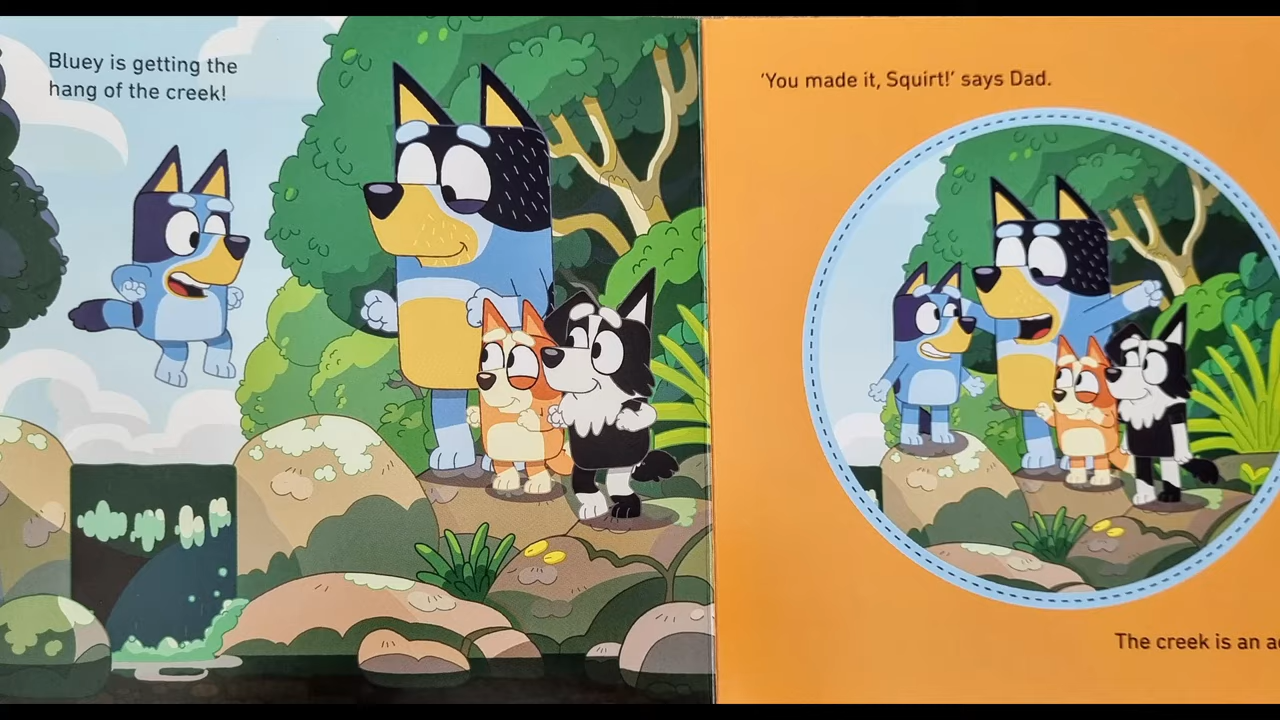 Bluey is getting the
hang of the creek!
'You made it, Squirt!' says Dad.
The creek is an